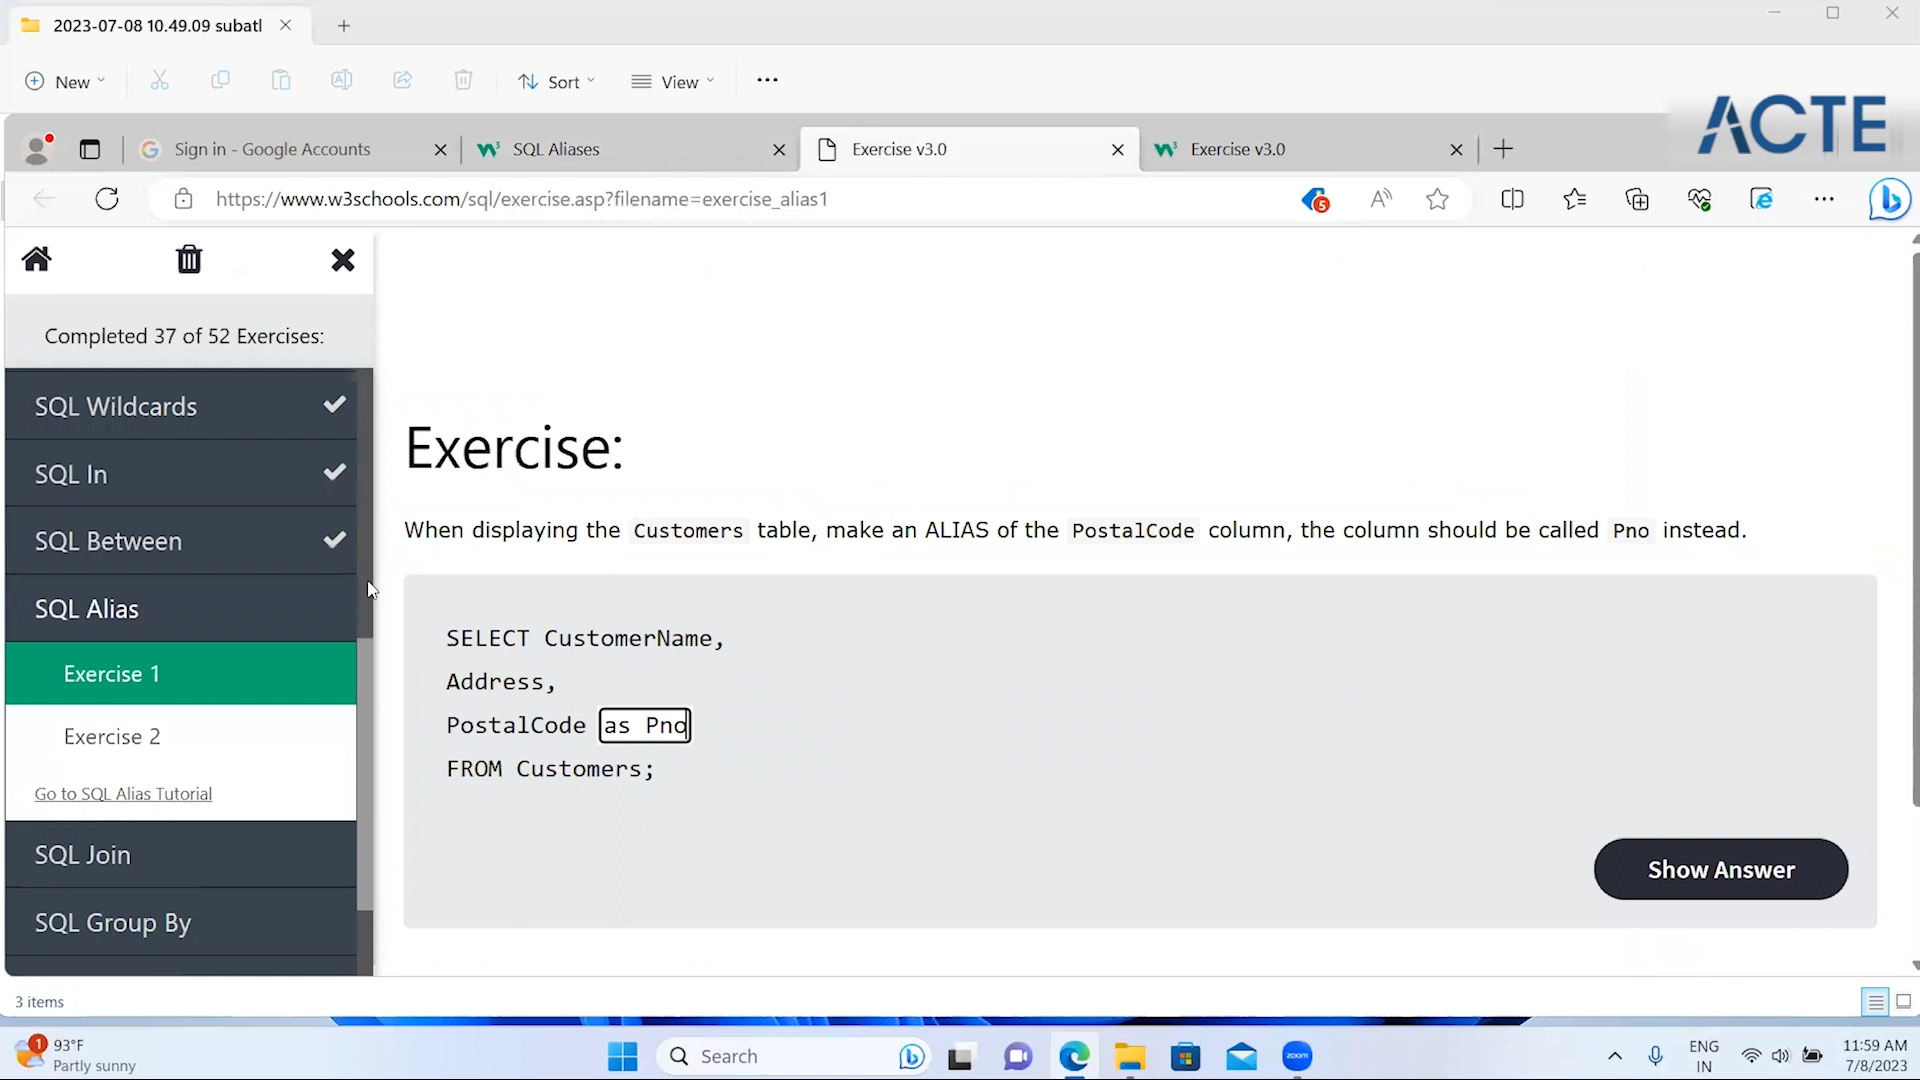 2023-07-08 10.49.09 subatl
New
Sort
View
ACTE
Sign in - Google Accounts
SQL Aliases
Exercise v3.0
Exercise v3.0
https://www.w3schools.com/sql/exercise.asp?filename=exercise_alias1
5
Completed 37 of 52 Exercises:
SQL Wildcards
SQL In
SQL Between
SQL Alias
Exercise 1
Exercise 2
Go to SQL Alias Tutorial
SQL Join
SQL Group By
Exercise:
When displaying the Customers table, make an ALIAS of the PostalCode column, the column should be called Pno instead.
SELECT CustomerName,
Address,
PostalCode as Pno
FROM Customers;
Show Answer
3 items
1
93°F
Partly sunny
Search
zoom
ENG
IN
11:59 AM
7/8/2023